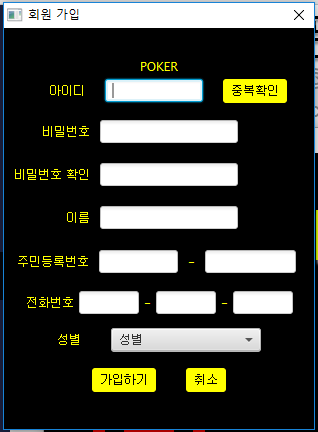 회원 가입
POKER
아이디 중복확인
비밀번호
비밀번호 확인
이름
주민등록번호 -
전화번호 - -
성별 성별
가입하기 취소